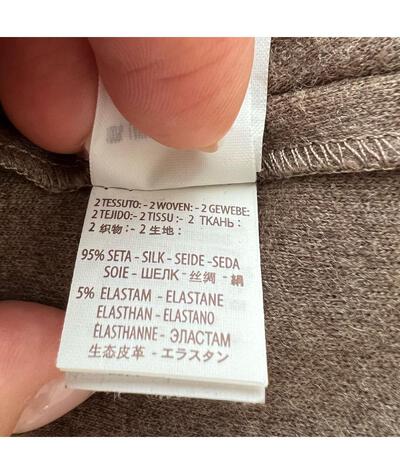 2 TESSUTO:- 2 WOVEN:- 2 GEWEBE:
2 TEJIDO:- 2 TISSU :- 2 ТКАНЬ :
2 织物:- 2 生地 :
95% SETA - SILK - SEIDE - SEDA
SOIE - ШЕЛК - 丝绸 - 絹
5% ELASTAM - ELASTANE
ELASTHAN - ELASTANO
ÉLASTHANNE- ЭЛАСТАМ
生态皮革 - エラスタン